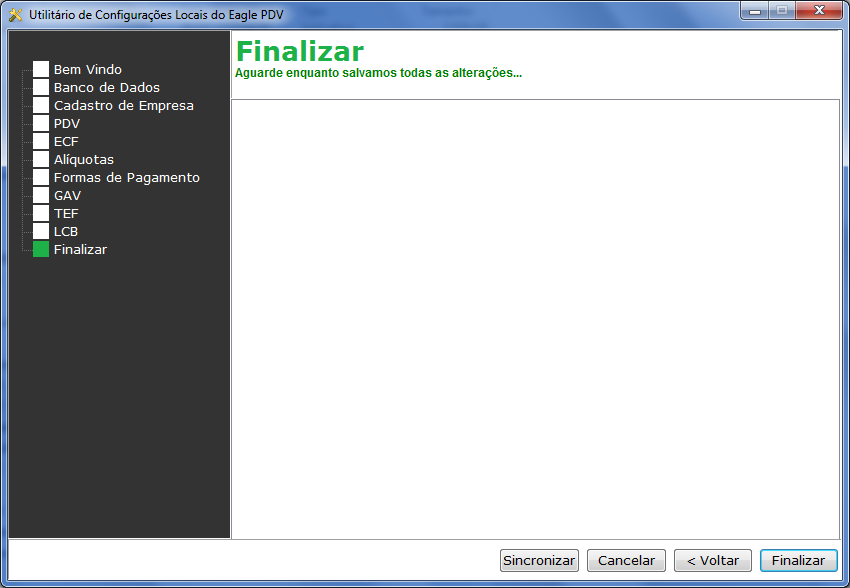 Utilitário de Configurações Locais do Eagle PDV
Finalizar
Aguarde enquanto salvamos todas as alterações...
Bem Vindo
Banco de Dados
Cadastro de Empresa
PDV
ECF
Alíquotas
Formas de Pagamento
GAV
TEF
LCB
Finalizar
Sincronizar
Cancelar
< Voltar
Finalizar